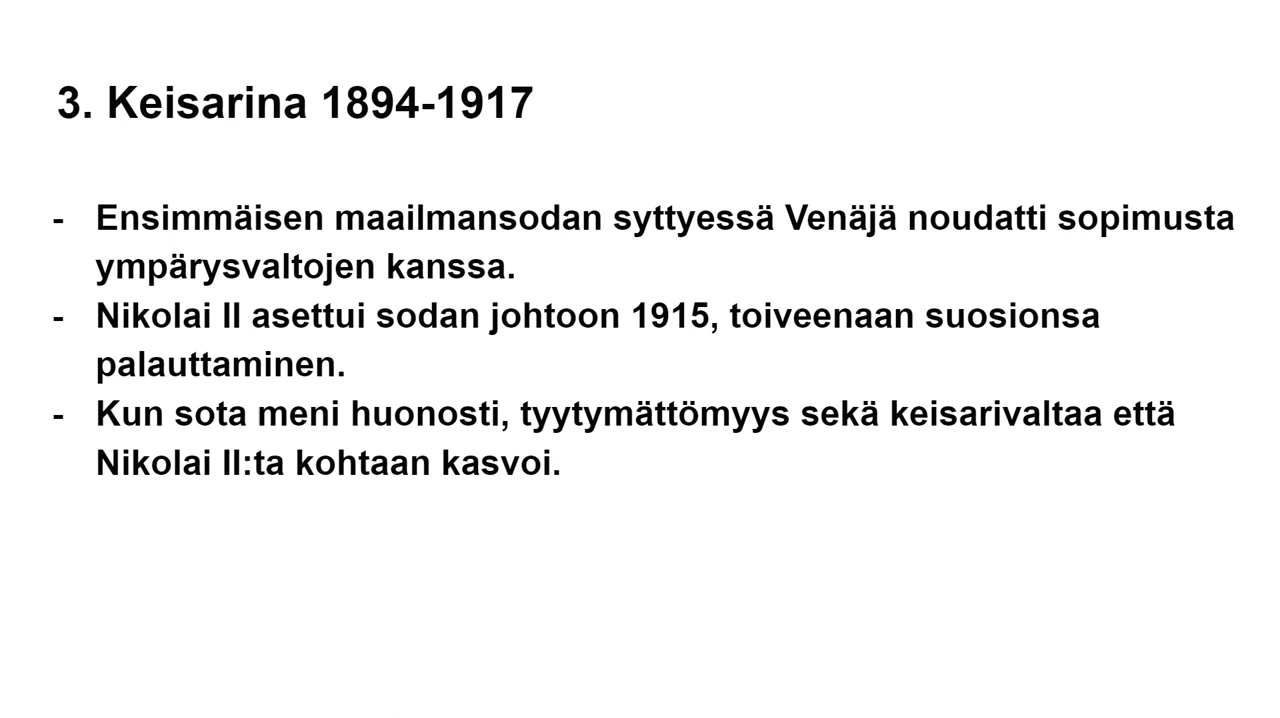 3. Keisarina 1894-1917
- Ensimmäisen maailmansodan syttyessä Venäjä noudatti sopimusta
ympärysvaltojen kanssa.
- Nikolai II asettui sodan johtoon 1915, toiveenaan suosionsa
palauttaminen.
- Kun sota meni huonosti, tyytymättömyys sekä keisarivaltaa että
Nikolai II:ta kohtaan kasvoi.